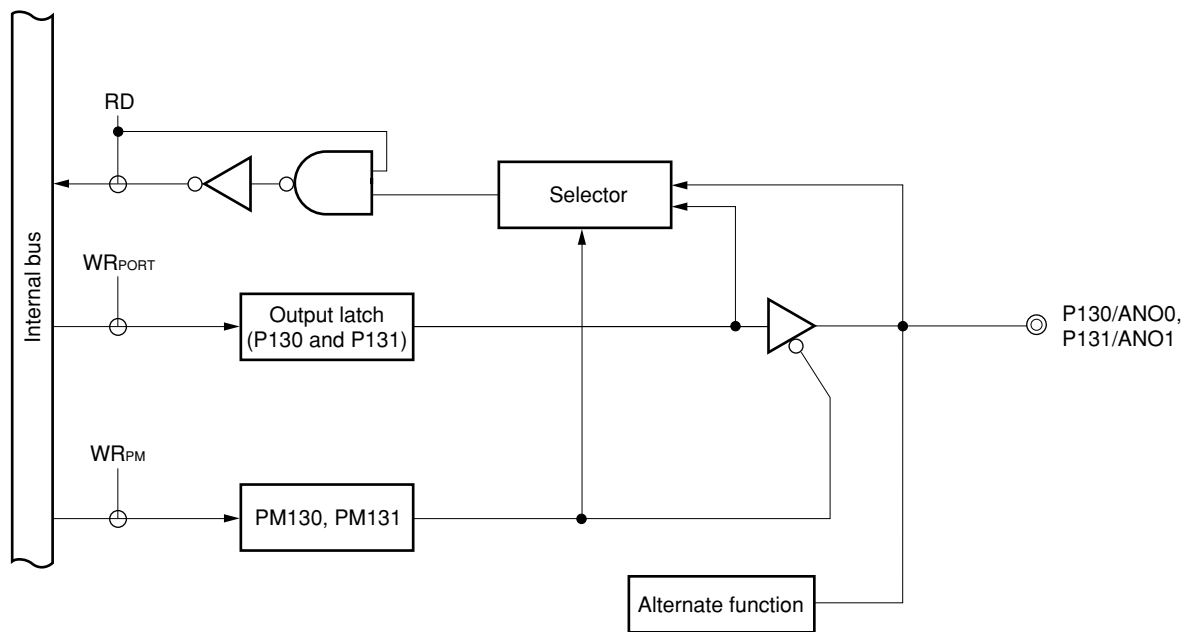 RD
Selector
Internal bus
WRPORT
Output latch
(P130 and P131)
P130/ANO0,
P131/ANO1
WRPM
PM130, PM131
Alternate function